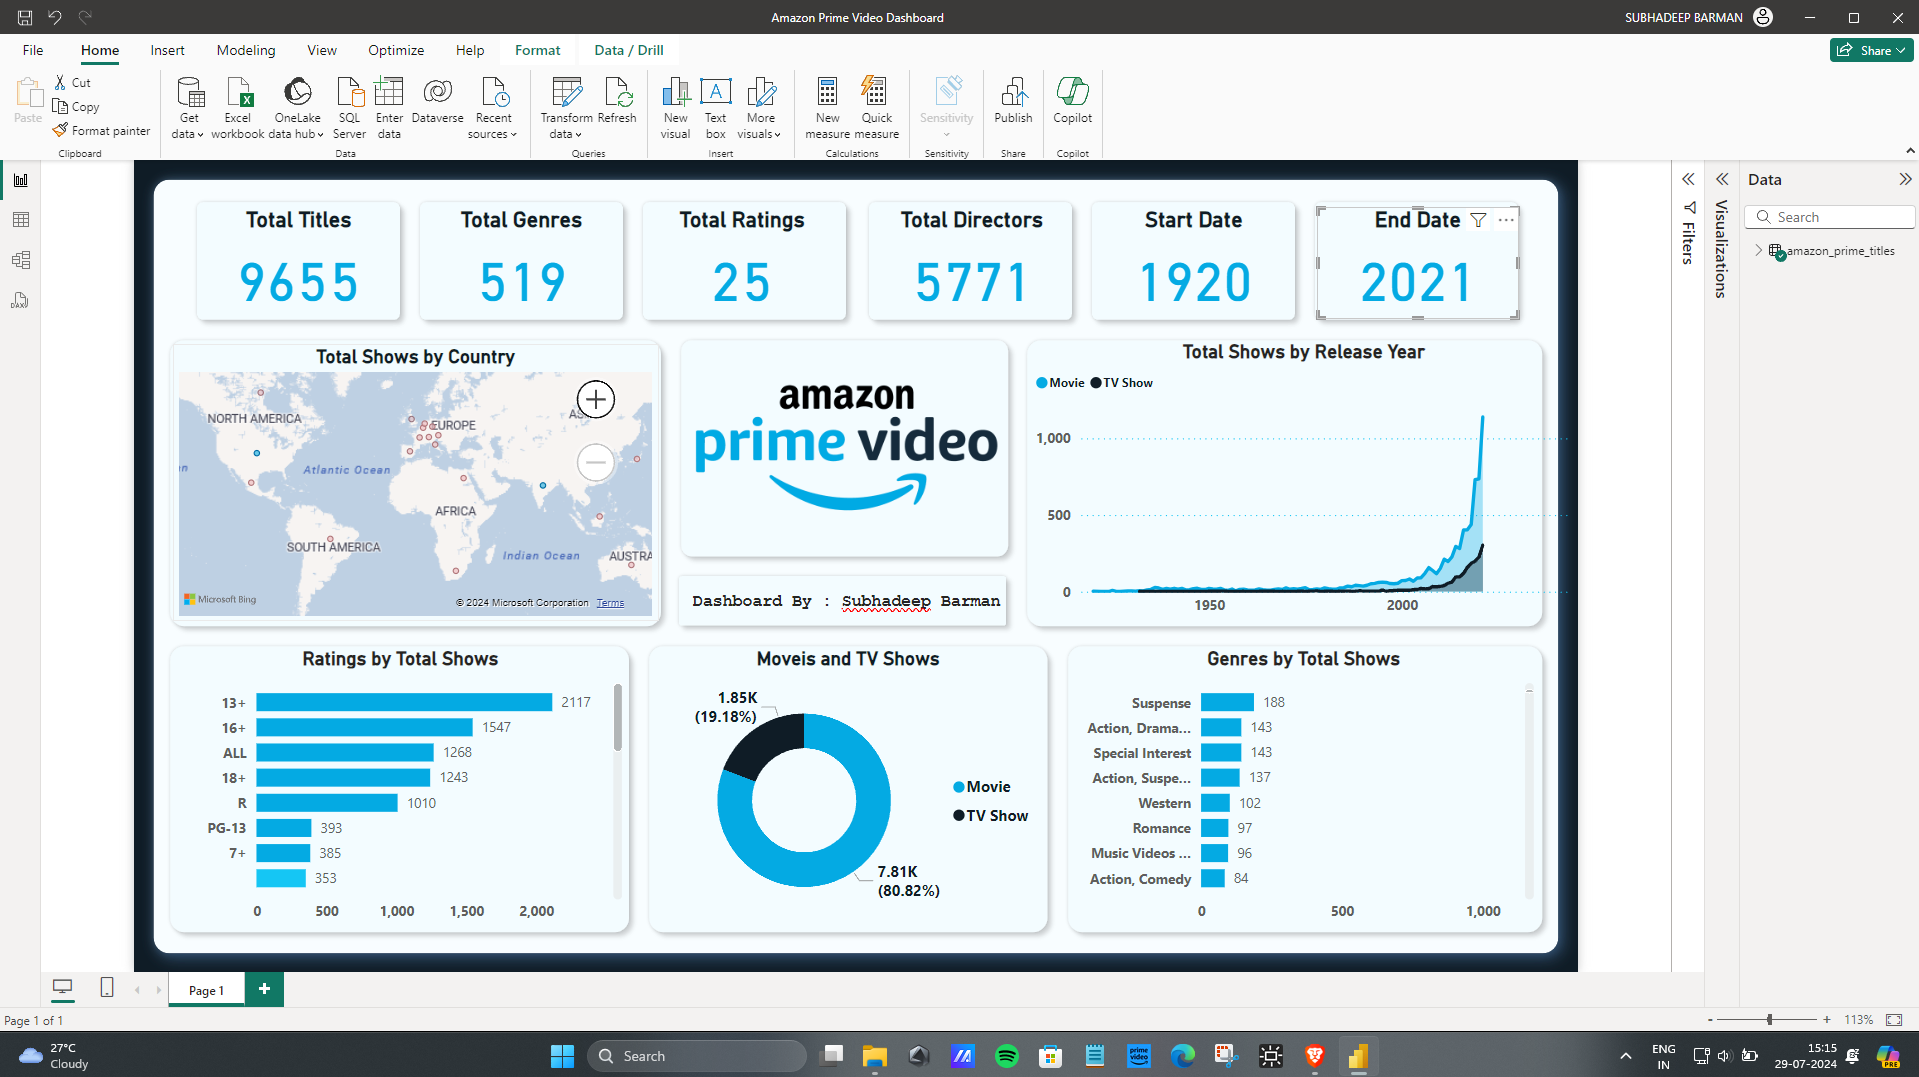 Amazon Prime Video Dashboard
SUBHADEEP BARMAN
File Home Insert Modeling View Optimize Help Format Data / Drill
Share
Paste
Cut
Copy
Format painter
Clipboard
Get data
Excel workbook
OneLake data hub
SQL Server
Enter data
Dataverse
Recent sources
Data
Transform data
Refresh
Queries
New visual
Text box
More visuals
Insert
New measure
Quick measure
Calculations
Sensitivity
Sensitivity
Publish
Share
Copilot
Copilot
Total Titles
9655
Total Genres
519
Total Ratings
25
Total Directors
5771
Start Date
1920
End Date
2021
Total Shows by Country
NORTH AMERICA
EUROPE
AS
Atlantic Ocean
AFRICA
SOUTH AMERICA
Indian Ocean
AUSTRA
Microsoft Bing
© 2024 Microsoft Corporation Terms
amazon
prime video
Dashboard By : Subhadeep Barman
Total Shows by Release Year
Movie TV Show
1,000
500
0
1950 2000
Ratings by Total Shows
13+ 2117
16+ 1547
ALL 1268
18+ 1243
R 1010
PG-13 393
7+ 385
353
0 500 1,000 1,500 2,000
Moveis and TV Shows
1.85K
(19.18%)
Movie
TV Show
7.81K
(80.82%)
Genres by Total Shows
Suspense 188
Action, Drama... 143
Special Interest 143
Action, Suspe... 137
Western 102
Romance 97
Music Videos ... 96
Action, Comedy 84
0 500 1,000
Filters
Visualizations
Data
Search
amazon_prime_titles
Page 1
Page 1 of 1
113%
27°C
Cloudy
Search
prime video
ENG
IN
15:15
29-07-2024
PRE